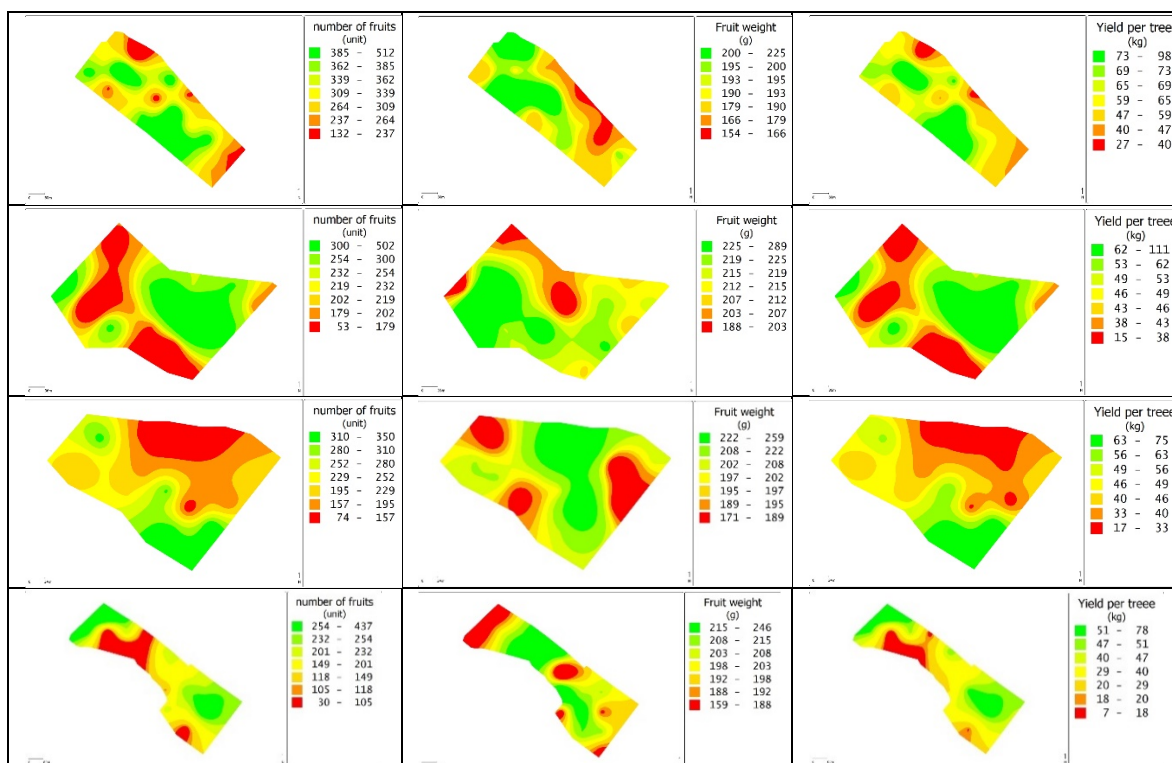 number of fruits
(unit)
385 - 512
362 - 385
339 - 362
309 - 339
264 - 309
237 - 264
132 - 237
Fruit weight
(g)
200 - 225
195 - 200
193 - 195
190 - 193
179 - 190
166 - 179
154 - 166
Yield per tree
(kg)
73 - 98
69 - 73
65 - 69
59 - 65
47 - 59
40 - 47
27 - 40
number of fruits
(unit)
300 - 502
254 - 300
232 - 254
219 - 232
202 - 219
179 - 202
53 - 179
Fruit weight
(g)
225 - 289
219 - 225
215 - 219
212 - 215
207 - 212
203 - 207
188 - 203
Yield per treee
(kg)
62 - 111
53 - 62
49 - 53
46 - 49
43 - 46
38 - 43
15 - 38
number of fruits
(unit)
310 - 350
280 - 310
252 - 280
229 - 252
195 - 229
157 - 195
74 - 157
Fruit weight
(g)
222 - 259
208 - 222
202 - 208
197 - 202
195 - 197
189 - 195
171 - 189
Yield per treee
(kg)
63 - 75
56 - 63
49 - 56
46 - 49
40 - 46
33 - 40
17 - 33
number of fruits
(unit)
254 - 437
232 - 254
201 - 232
149 - 201
118 - 149
105 - 118
30 - 105
Fruit weight
(g)
215 - 246
208 - 215
203 - 208
198 - 203
192 - 198
188 - 192
159 - 188
Yield per treee
(kg)
51 - 78
47 - 51
40 - 47
29 - 40
20 - 29
18 - 20
7 - 18